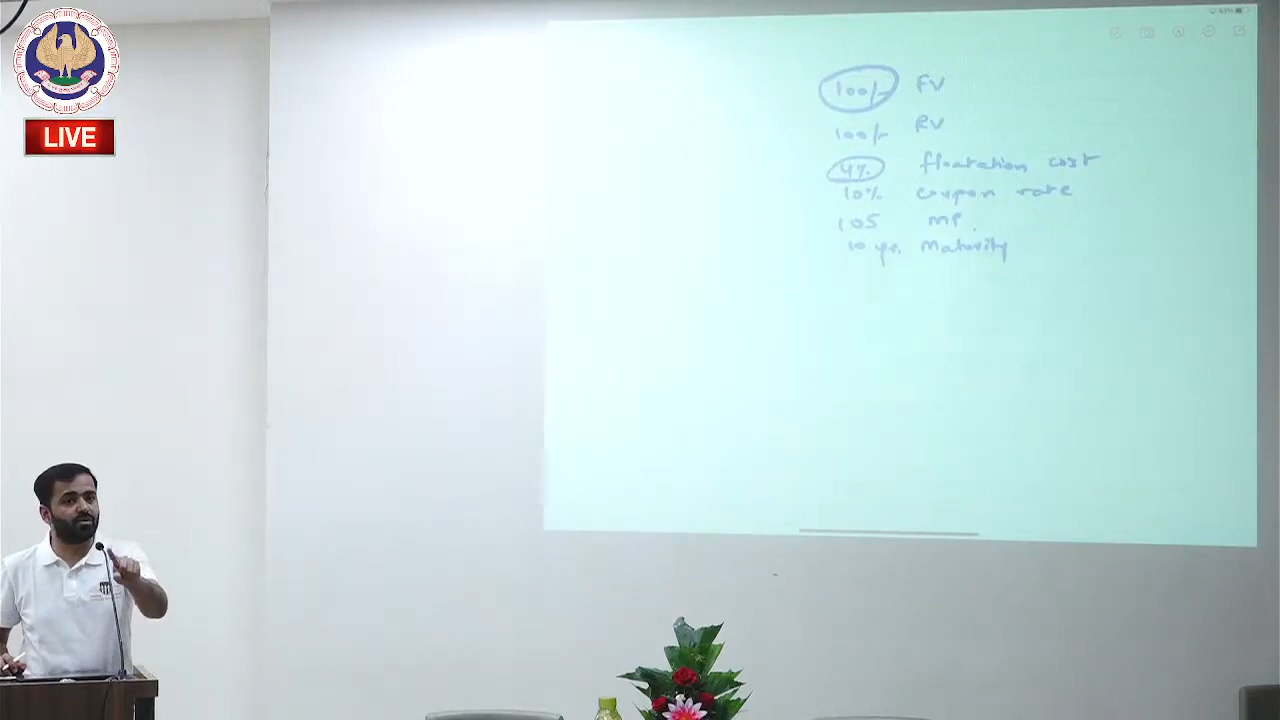 LIVE
100/- FV
100/- RV
4% floatation cost
10% coupon rate
105 MP.
10 yr. Maturity